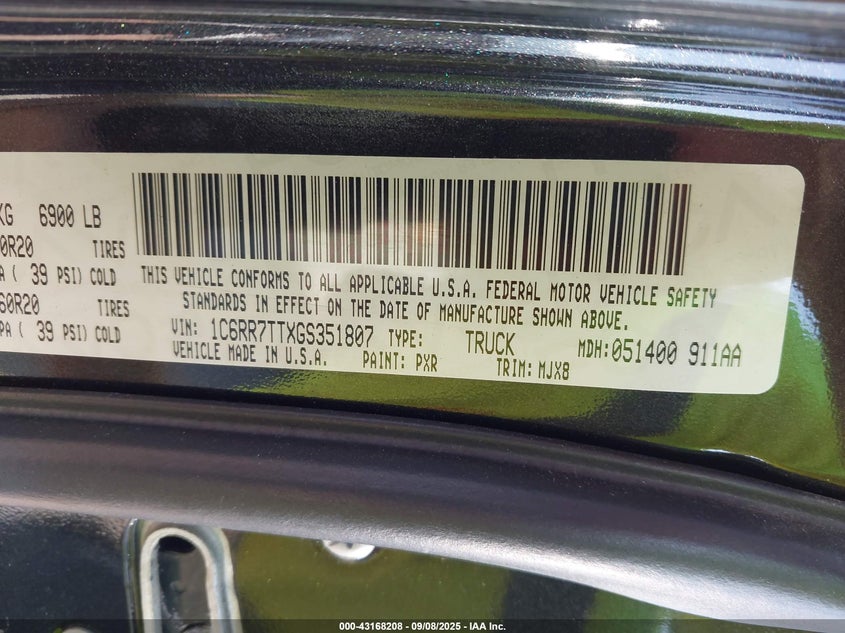 KG 6900 LB
0R20 TIRES
A ( 39 PSI) COLD
60R20 TIRES
PA ( 39 PSI) COLD
THIS VEHICLE CONFORMS TO ALL APPLICABLE U.S.A. FEDERAL MOTOR VEHICLE SAFETY
STANDARDS IN EFFECT ON THE DATE OF MANUFACTURE SHOWN ABOVE.
VIN: 1C6RR7TTXGS351807 TYPE: TRUCK MDH:051400 911AA
VEHICLE MADE IN U.S.A. PAINT: PXR TRIM: MJX8
000-43168208 - 09/08/2025 - IAA Inc.